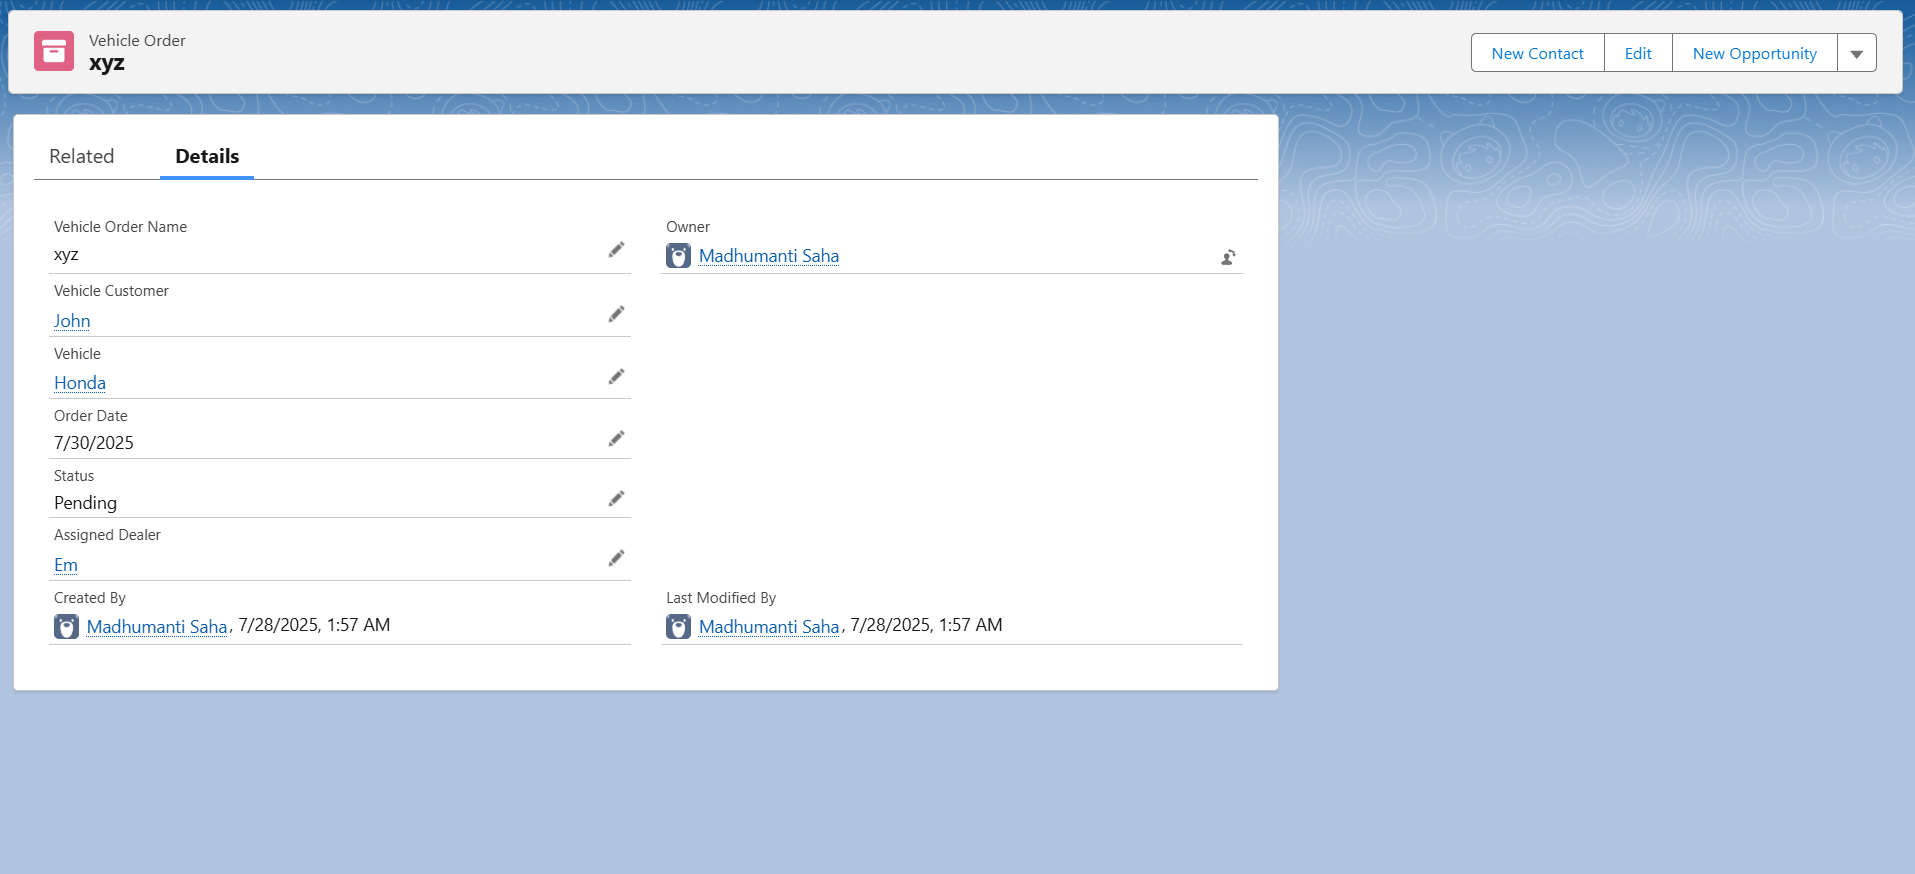 Vehicle Order
xyz
New Contact
Edit
New Opportunity
Related
Details
Vehicle Order Name
xyz
Owner
Madhumanti Saha
Vehicle Customer
John
Vehicle
Honda
Order Date
7/30/2025
Status
Pending
Assigned Dealer
Em
Created By
Madhumanti Saha, 7/28/2025, 1:57 AM
Last Modified By
Madhumanti Saha, 7/28/2025, 1:57 AM